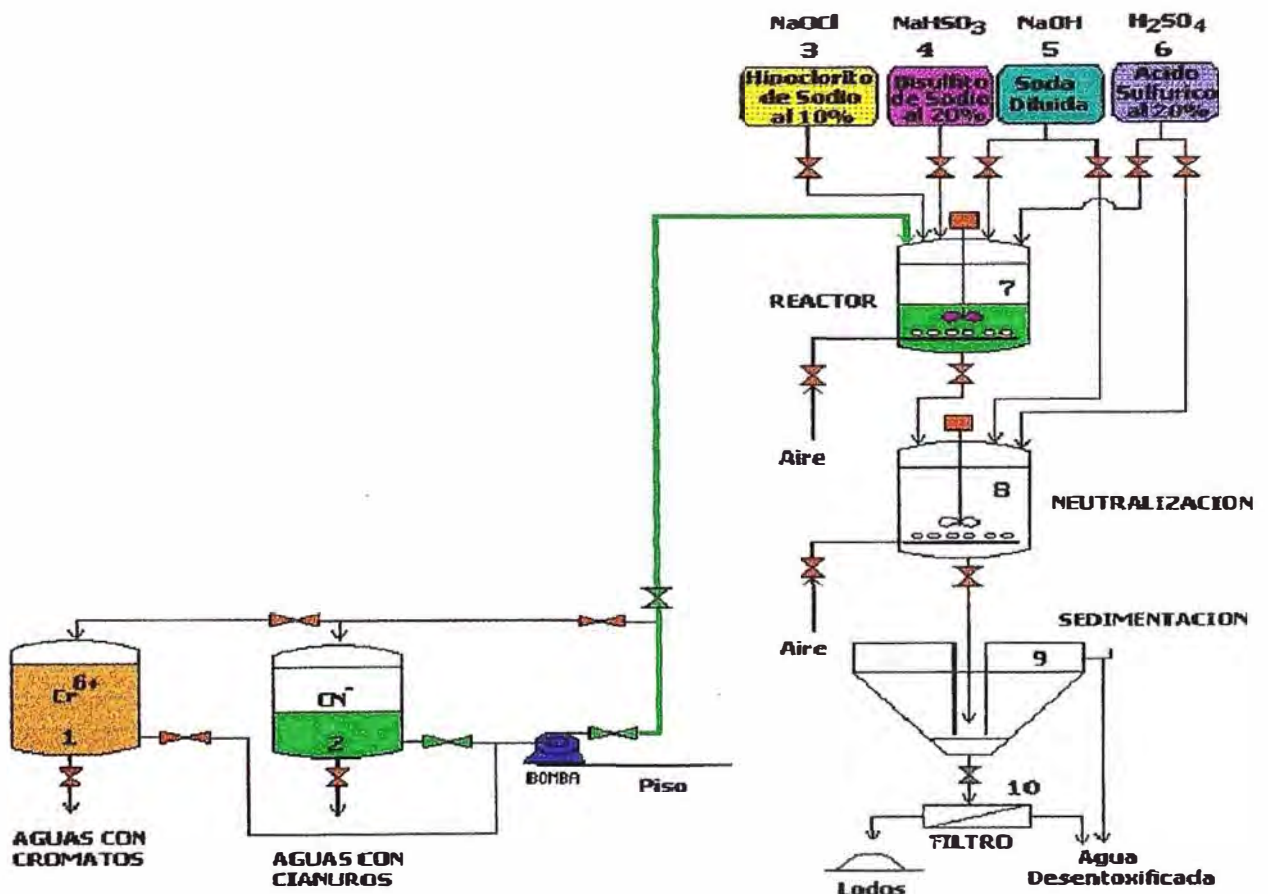 NaOCl
3
Hipoclorito
de Sodio
al 10%
NaHSO3
4
Bisulfito
de Sodio
al 20%
NaOH
5
Soda
Diluida
H2SO4
6
Acido
Sulfurico
al 20%
REACTOR
7
Aire
8
NEUTRALIZACION
Aire
SEDIMENTACION
9
Cr6+
1
CN-
2
BOMBA
Piso
10
FILTRO
AGUAS CON
CROMATOS
AGUAS CON
CIANUROS
Lodos
Agua
Desentoxificada